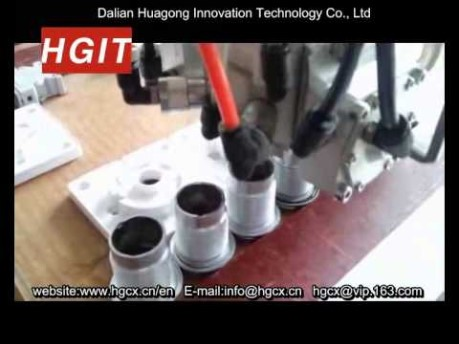 Dalian Huagong Innovation Technology Co., Ltd
HGIT
website:www.hgcx.cn/en E-mail:info@hgcx.cn hgcx@vip.163.com